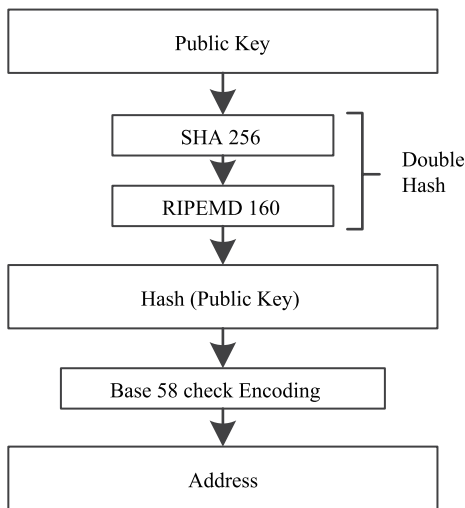 Public Key
SHA 256
Double
Hash
RIPEMD 160
Hash (Public Key)
Base 58 check Encoding
Address